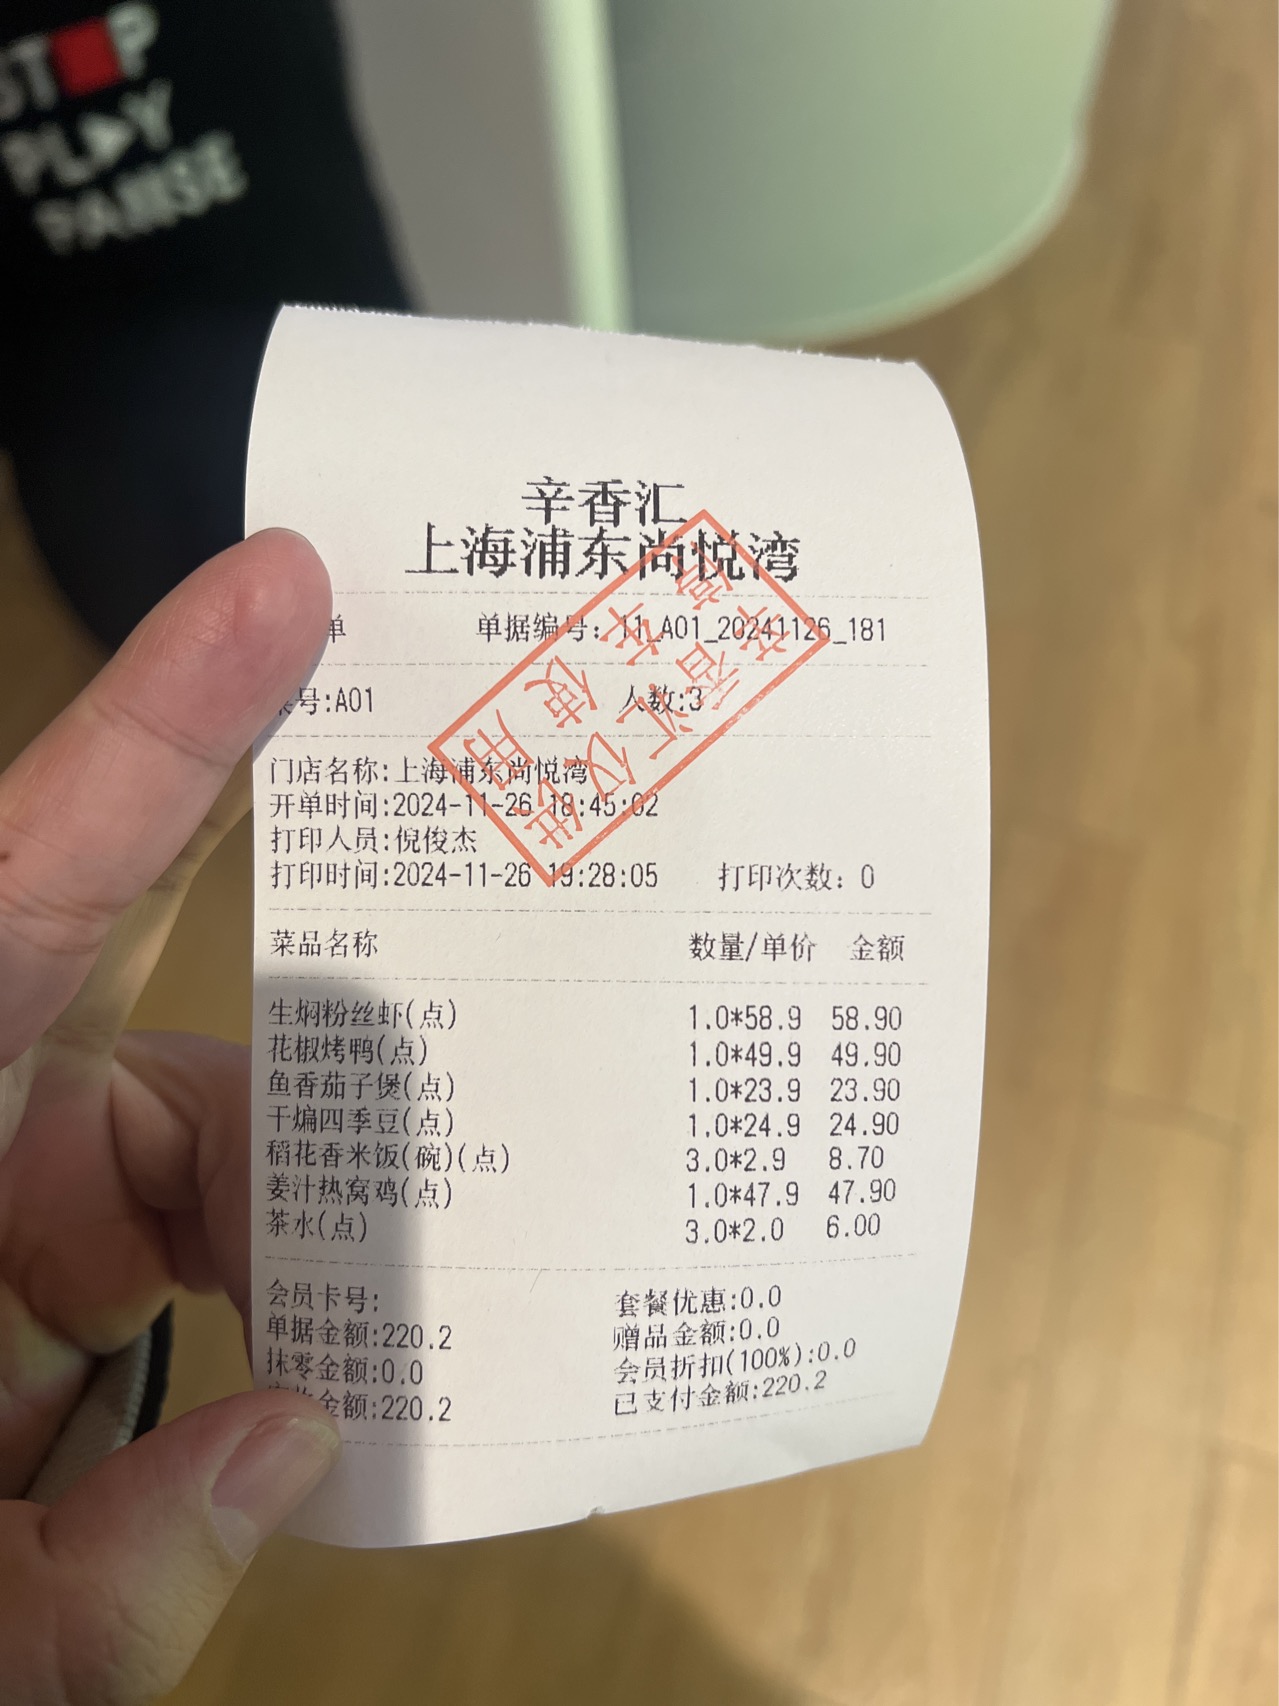 STOP
PLAY
PAUSE
辛香汇
上海浦东尚悦湾
单 单据编号: 11_A01_20241126_181
号:A01 人数:3
门店名称:上海浦东尚悦湾
开单时间:2024-11-26 18:45:02
打印人员:倪俊杰
打印时间:2024-11-26 19:28:05 打印次数: 0
菜品名称 数量/单价 金额
生焖粉丝虾(点) 1.0*58.9 58.90
花椒烤鸭(点) 1.0*49.9 49.90
鱼香茄子煲(点) 1.0*23.9 23.90
干煸四季豆(点) 1.0*24.9 24.90
稻花香米饭(碗)(点) 3.0*2.9 8.70
姜汁热窝鸡(点) 1.0*47.9 47.90
茶水(点) 3.0*2.0 6.00
会员卡号: 套餐优惠:0.0
单据金额:220.2 赠品金额:0.0
抹零金额:0.0 会员折扣(100%):0.0
金额:220.2 已支付金额:220.2
辛香汇仅供
使用